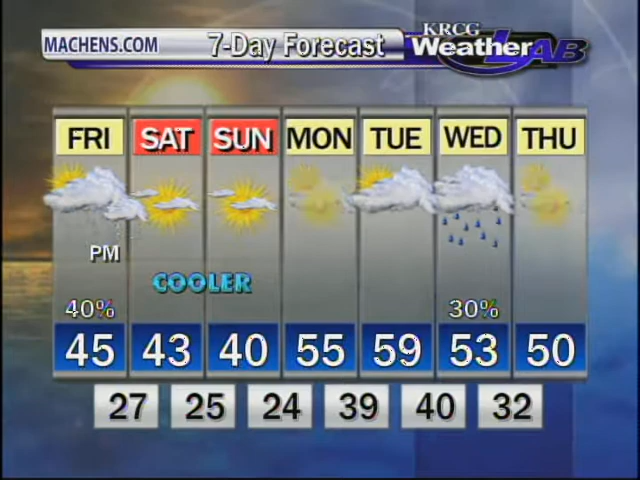 MACHENS.COM
7-Day Forecast
KRCG
WeatherLAB
FRI SAT SUN MON TUE WED THU
PM
COOLER
40% 30%
45 43 40 55 59 53 50
27 25 24 39 40 32